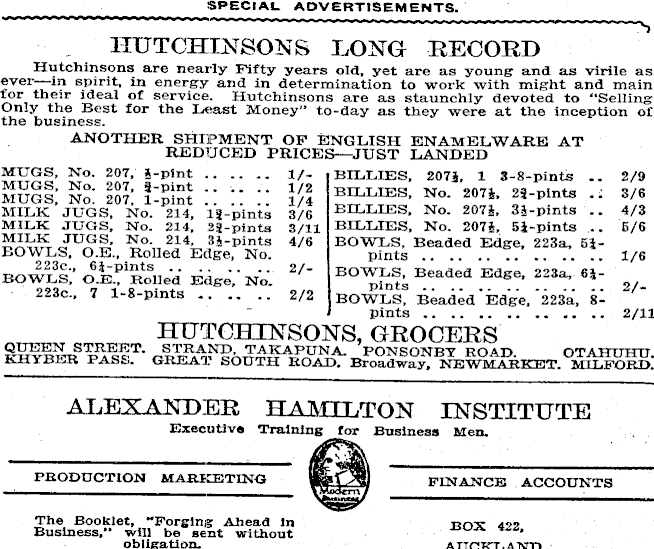 SPECIAL ADVERTISEMENTS.
HUTCHINSONS LONG RECORD
Hutchinsons are nearly Fifty years old, yet are as young and as virile as
ever—in spirit, in energy and in determination to work with might and main
for their ideal of service. Hutchinsons are as staunchly devoted to "Selling
Only the Best for the Least Money" to-day as they were at the inception of
the business.
ANOTHER SHIPMENT OF ENGLISH ENAMELWARE AT
REDUCED PRICES—JUST LANDED
MUGS, No. 207, ½-pint .. .. .. 1/-
MUGS, No. 207, ¾-pint .. .. .. 1/2
MUGS, No. 207, 1-pint .. .. .. 1/4
MILK JUGS, No. 214, 1¾-pints 3/6
MILK JUGS, No. 214, 2¾-pints 3/11
MILK JUGS, No. 214, 3½-pints 4/6
BOWLS, O.E., Rolled Edge, No.
223c., 6½-pints .. .. .. .. .. 2/-
BOWLS, O.E., Rolled Edge, No.
223c., 7 1-8-pints .. .. .. .. 2/2
BILLIES, 207½, 1 3-8-pints .. 2/9
BILLIES, No. 207½, 2¾-pints .. 3/6
BILLIES, No. 207½, 3½-pints .. 4/3
BILLIES, No. 207½, 5¼-pints .. 5/6
BOWLS, Beaded Edge, 223a, 5¼-
pints .. .. .. .. .. .. .. 1/6
BOWLS, Beaded Edge, 223a, 6½-
pints .. .. .. .. .. .. .. 2/-
BOWLS, Beaded Edge, 223a, 8-
pints .. .. .. .. .. .. .. 2/11
HUTCHINSONS, GROCERS
QUEEN STREET. STRAND, TAKAPUNA. PONSONBY ROAD. OTAHUHU.
KHYBER PASS. GREAT SOUTH ROAD. Broadway, NEWMARKET. MILFORD.
ALEXANDER HAMILTON INSTITUTE
Executive Training for Business Men.
PRODUCTION MARKETING
Modern
Business
FINANCE ACCOUNTS
The Booklet, "Forging Ahead in
Business," will be sent without
obligation.
BOX 422,
AUCKLAND